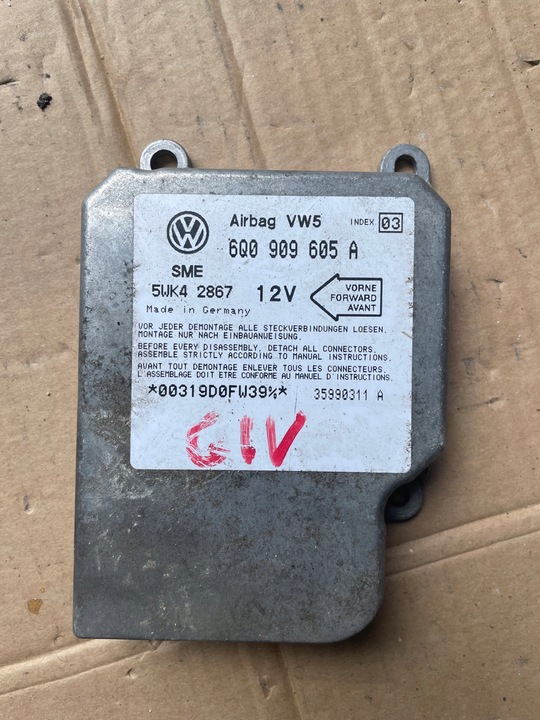 Airbag VW5 INDEX 03
6Q0 909 605 A
SME
5WK4 2867 12V
VORNE
FORWARD
AVANT
Made in Germany
VOR JEDER DEMONTAGE ALLE STECKVERBINDUNGEN LOESEN.
MONTAGE NUR NACH EINBAUANWEISUNG.
BEFORE EVERY DISASSEMBLY, DETACH ALL CONNECTORS.
ASSEMBLE STRICTLY ACCORDING TO MANUAL INSTRUCTIONS.
AVANT TOUT DEMONTAGE ENLEVER TOUS LES CONNECTEURS.
L'ASSEMBLAGE DOIT ETRE CONFORME AU MANUEL D'INSTRUCTIONS.
*00319D0FW39%* 35990311 A
GIV